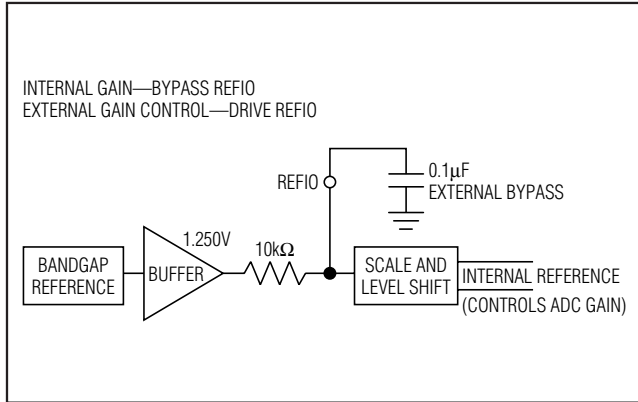 INTERNAL GAIN—BYPASS REFIO
EXTERNAL GAIN CONTROL—DRIVE REFIO
REFIO
0.1μF
EXTERNAL BYPASS
1.250V
10kΩ
BANDGAP
REFERENCE
BUFFER
SCALE AND
LEVEL SHIFT
INTERNAL REFERENCE
(CONTROLS ADC GAIN)